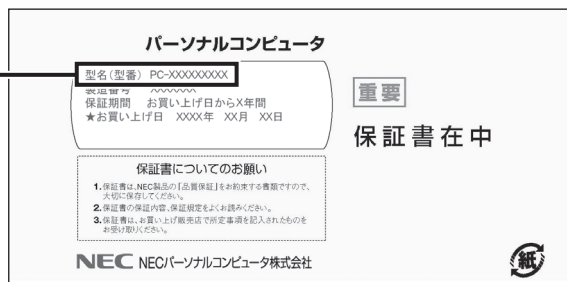 パーソナルコンピュータ
型名(型番) PC-XXXXXXXXX
製造番号 XXXXXXX
保証期間 お買い上げ日からX年間
★お買い上げ日 XXXX年 XX月 XX日
重要
保証書在中
保証書についてのお願い
1.保証書は、NEC製品の「品質保証」をお約束する書類ですので、
大切に保存してください。
2.保証書の保証内容、保証規定をよくお読みください。
3.保証書は、お買い上げ販売店で所定事項を記入されたものを
お受け取りください。
NEC NECパーソナルコンピュータ株式会社
紙